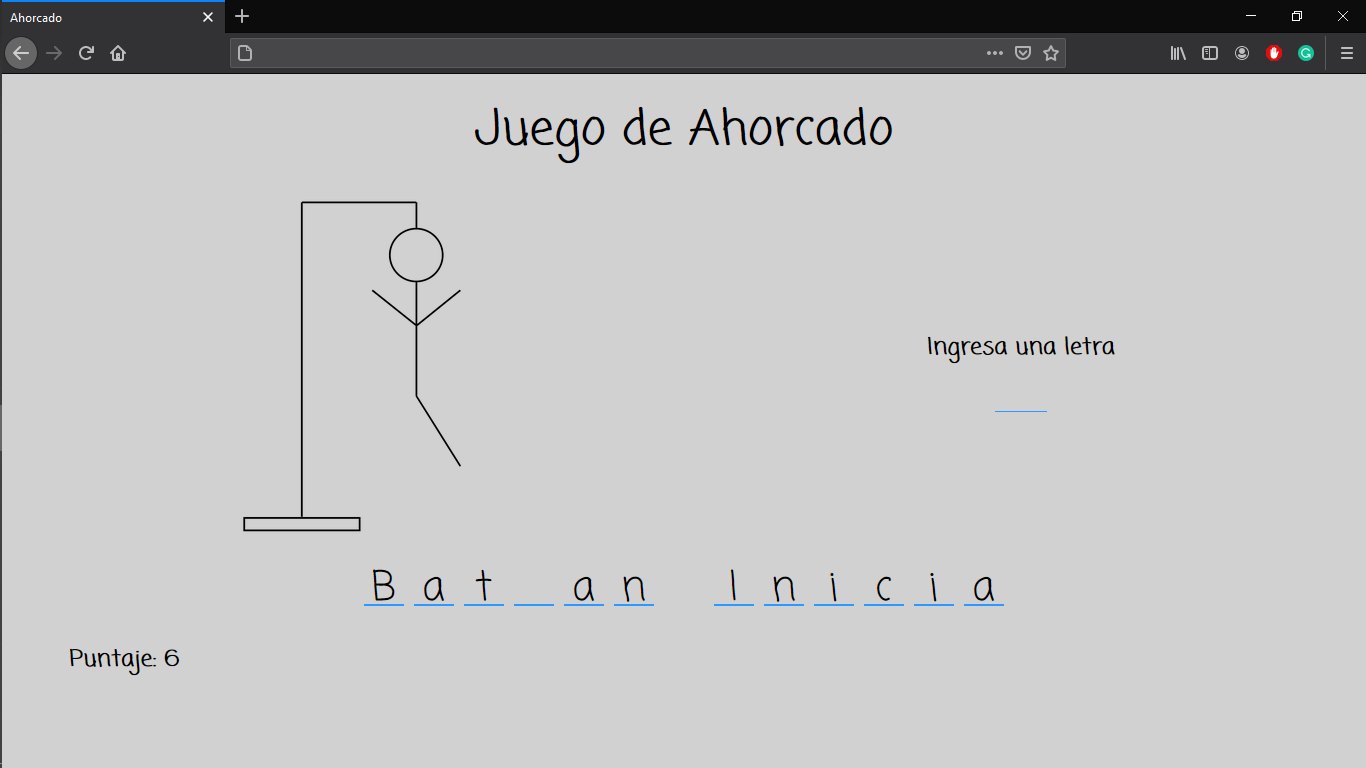 Ahorcado
Juego de Ahorcado
Ingresa una letra
B a t _ a n I n i c i a
Puntaje: 6